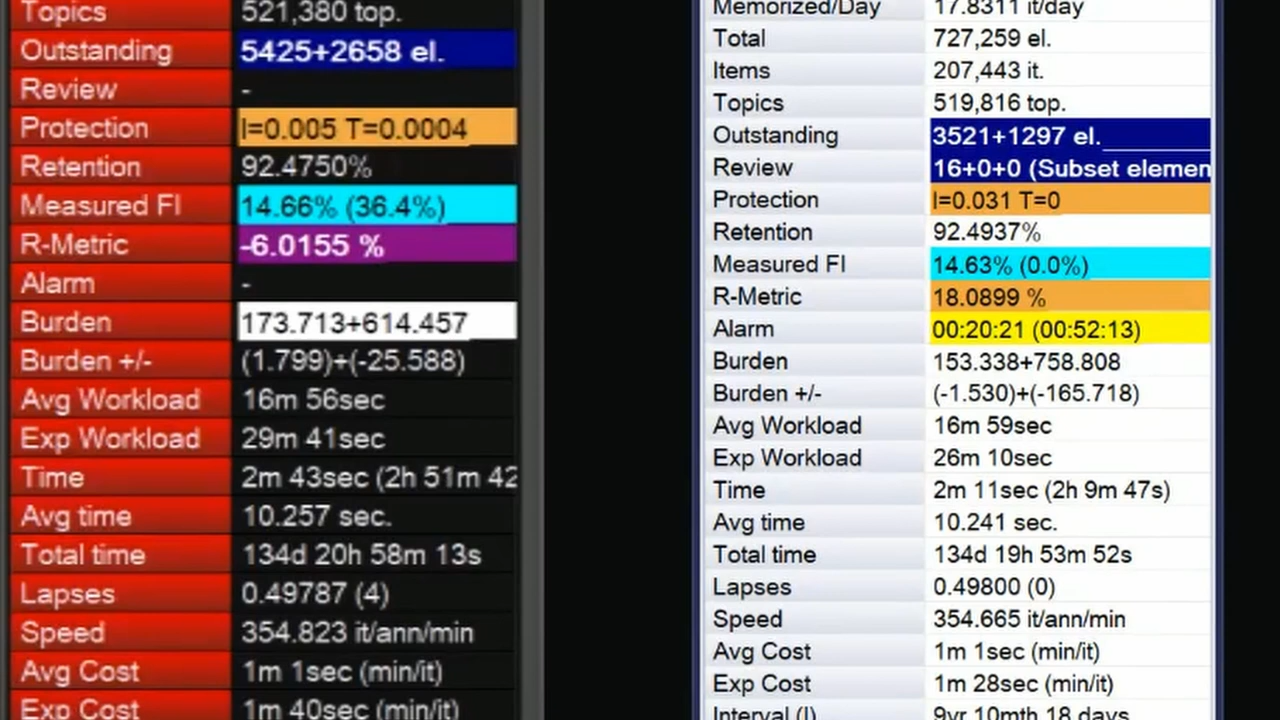 Topics 521,380 top.
Outstanding 5425+2658 el.
Review -
Protection I=0.005 T=0.0004
Retention 92.4750%
Measured FI 14.66% (36.4%)
R-Metric -6.0155 %
Alarm -
Burden 173.713+614.457
Burden +/- (1.799)+(-25.588)
Avg Workload 16m 56sec
Exp Workload 29m 41sec
Time 2m 43sec (2h 51m 42
Avg time 10.257 sec.
Total time 134d 20h 58m 13s
Lapses 0.49787 (4)
Speed 354.823 it/ann/min
Avg Cost 1m 1sec (min/it)
Exp Cost 1m 40sec (min/it)
Memorized/Day 17.8311 it/day
Total 727,259 el.
Items 207,443 it.
Topics 519,816 top.
Outstanding 3521+1297 el.
Review 16+0+0 (Subset elemen
Protection I=0.031 T=0
Retention 92.4937%
Measured FI 14.63% (0.0%)
R-Metric 18.0899 %
Alarm 00:20:21 (00:52:13)
Burden 153.338+758.808
Burden +/- (-1.530)+(-165.718)
Avg Workload 16m 59sec
Exp Workload 26m 10sec
Time 2m 11sec (2h 9m 47s)
Avg time 10.241 sec.
Total time 134d 19h 53m 52s
Lapses 0.49800 (0)
Speed 354.665 it/ann/min
Avg Cost 1m 1sec (min/it)
Exp Cost 1m 28sec (min/it)
Interval (I) 9yr 10mth 18 days